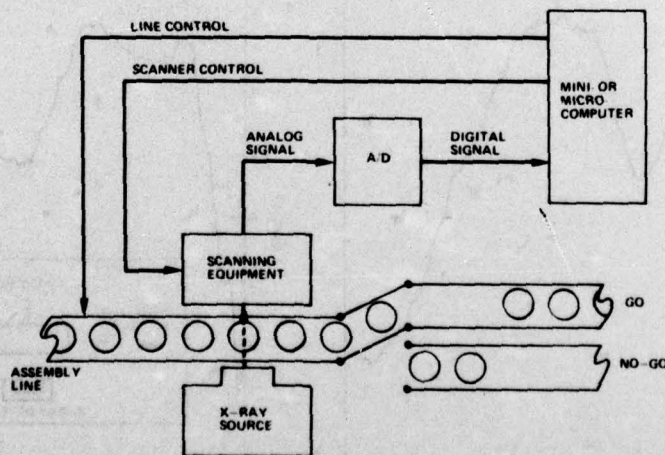 LINE CONTROL
SCANNER CONTROL
MINI OR
MICRO
COMPUTER
ANALOG
SIGNAL
A/D
DIGITAL
SIGNAL
SCANNING
EQUIPMENT
GO
NO-GO
ASSEMBLY
LINE
X-RAY
SOURCE